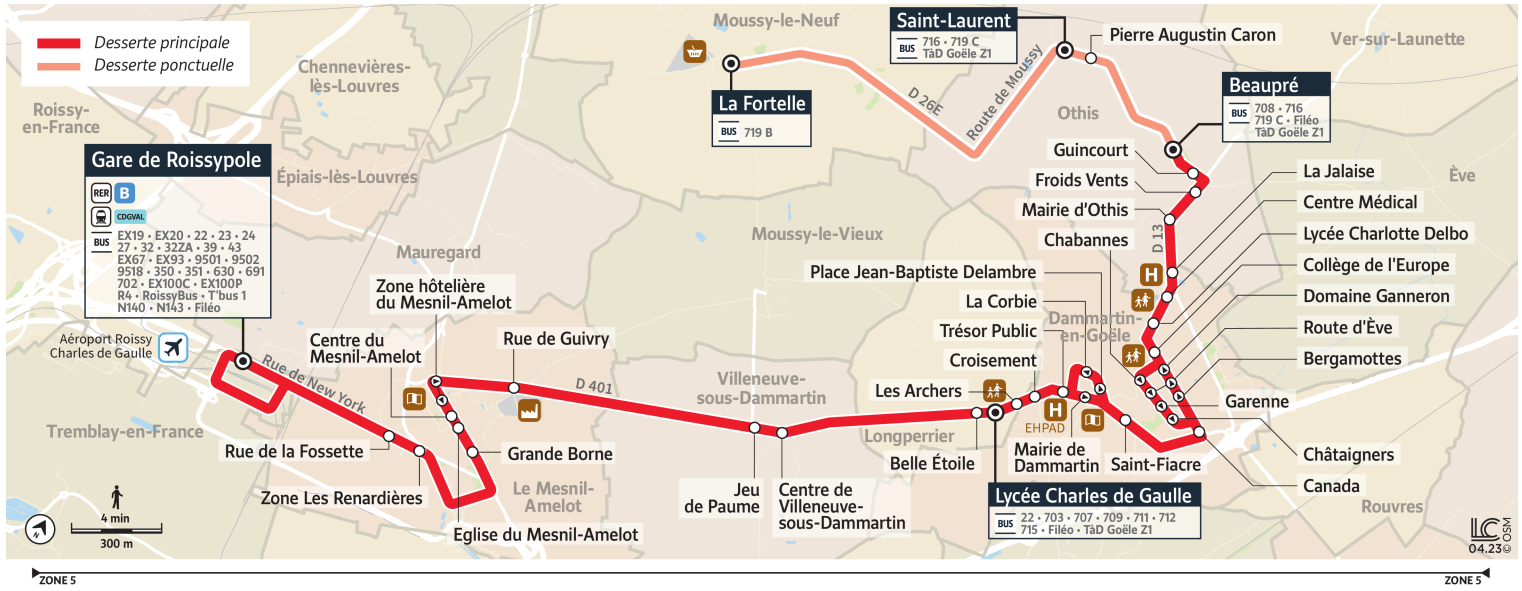 Desserte principale
Desserte ponctuelle
Moussy-le-Neuf
Saint-Laurent
BUS
716 • 719 C
TàD Goële Z1
Pierre Augustin Caron
Ver-sur-Launette
Chennevières-
lès-Louvres
Roissy-
en-France
La Fortelle
BUS
719 B
D 26E
Route de Moussy
Othis
Beaupré
BUS
708 • 716
719 C • Filéo
TàD Goële Z1
Gare de Roissypole
RER
B
CDGVAL
BUS
EX19 • EX20 • 22 • 23 • 24
27 • 32 • 32ZA • 39 • 43
EX67 • EX93 • 9501 • 9502
9518 • 350 • 351 • 630 • 691
702 • EX100C • EX100P
R4 • RoissyBus • T'bus 1
N140 • N143 • Filéo
Épiais-lès-Louvres
Guincourt
Froids Vents
Mairie d'Othis
Chabannes
D 13
La Jalaise
Centre Médical
Lycée Charlotte Delbo
Collège de l'Europe
Domaine Ganneron
Route d'Ève
Bergamottes
Ève
Mauregard
Moussy-le-Vieux
Place Jean-Baptiste Delambre
La Corbie
Trésor Public
Croisement
Les Archers
H
Dammartin-
en-Goële
Zone hôtelière
du Mesnil-Amelot
Centre du
Mesnil-Amelot
Rue de Guivry
Aéroport Roissy
Charles de Gaulle
Rue de New York
D 401
Villeneuve-
sous-Dammartin
Tremblay-en-France
Rue de la Fossette
Zone Les Renardières
Grande Borne
Le Mesnil-
Amelot
Eglise du Mesnil-Amelot
Jeu
de Paume
Centre de
Villeneuve-
sous-Dammartin
Longperrier
Belle Étoile
H
EHPAD
Mairie de
Dammartin
Saint-Fiacre
Garenne
Châtaigners
Canada
Rouvres
Lycée Charles de Gaulle
BUS
22 • 703 • 707 • 709 • 711 • 712
715 • Filéo • TàD Goële Z1
N
4 min
300 m
LC
04.23 © OSM
ZONE 5
ZONE 5